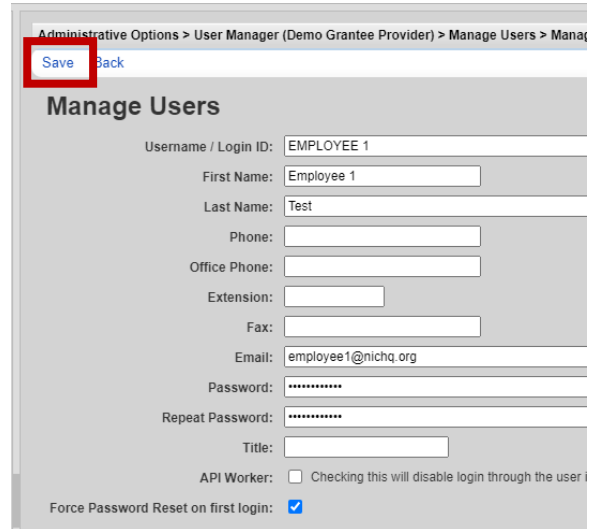 Administrative Options > User Manager (Demo Grantee Provider) > Manage Users >
Save Back
Manage Users
Username / Login ID: EMPLOYEE 1
First Name: Employee 1
Last Name: Test
Phone:
Office Phone:
Extension:
Fax:
Email: employee1@nichq.org
Password: ••••••••••••
Repeat Password: ••••••••••••
Title:
API Worker: Checking this will disable login through the user
Force Password Reset on first login: